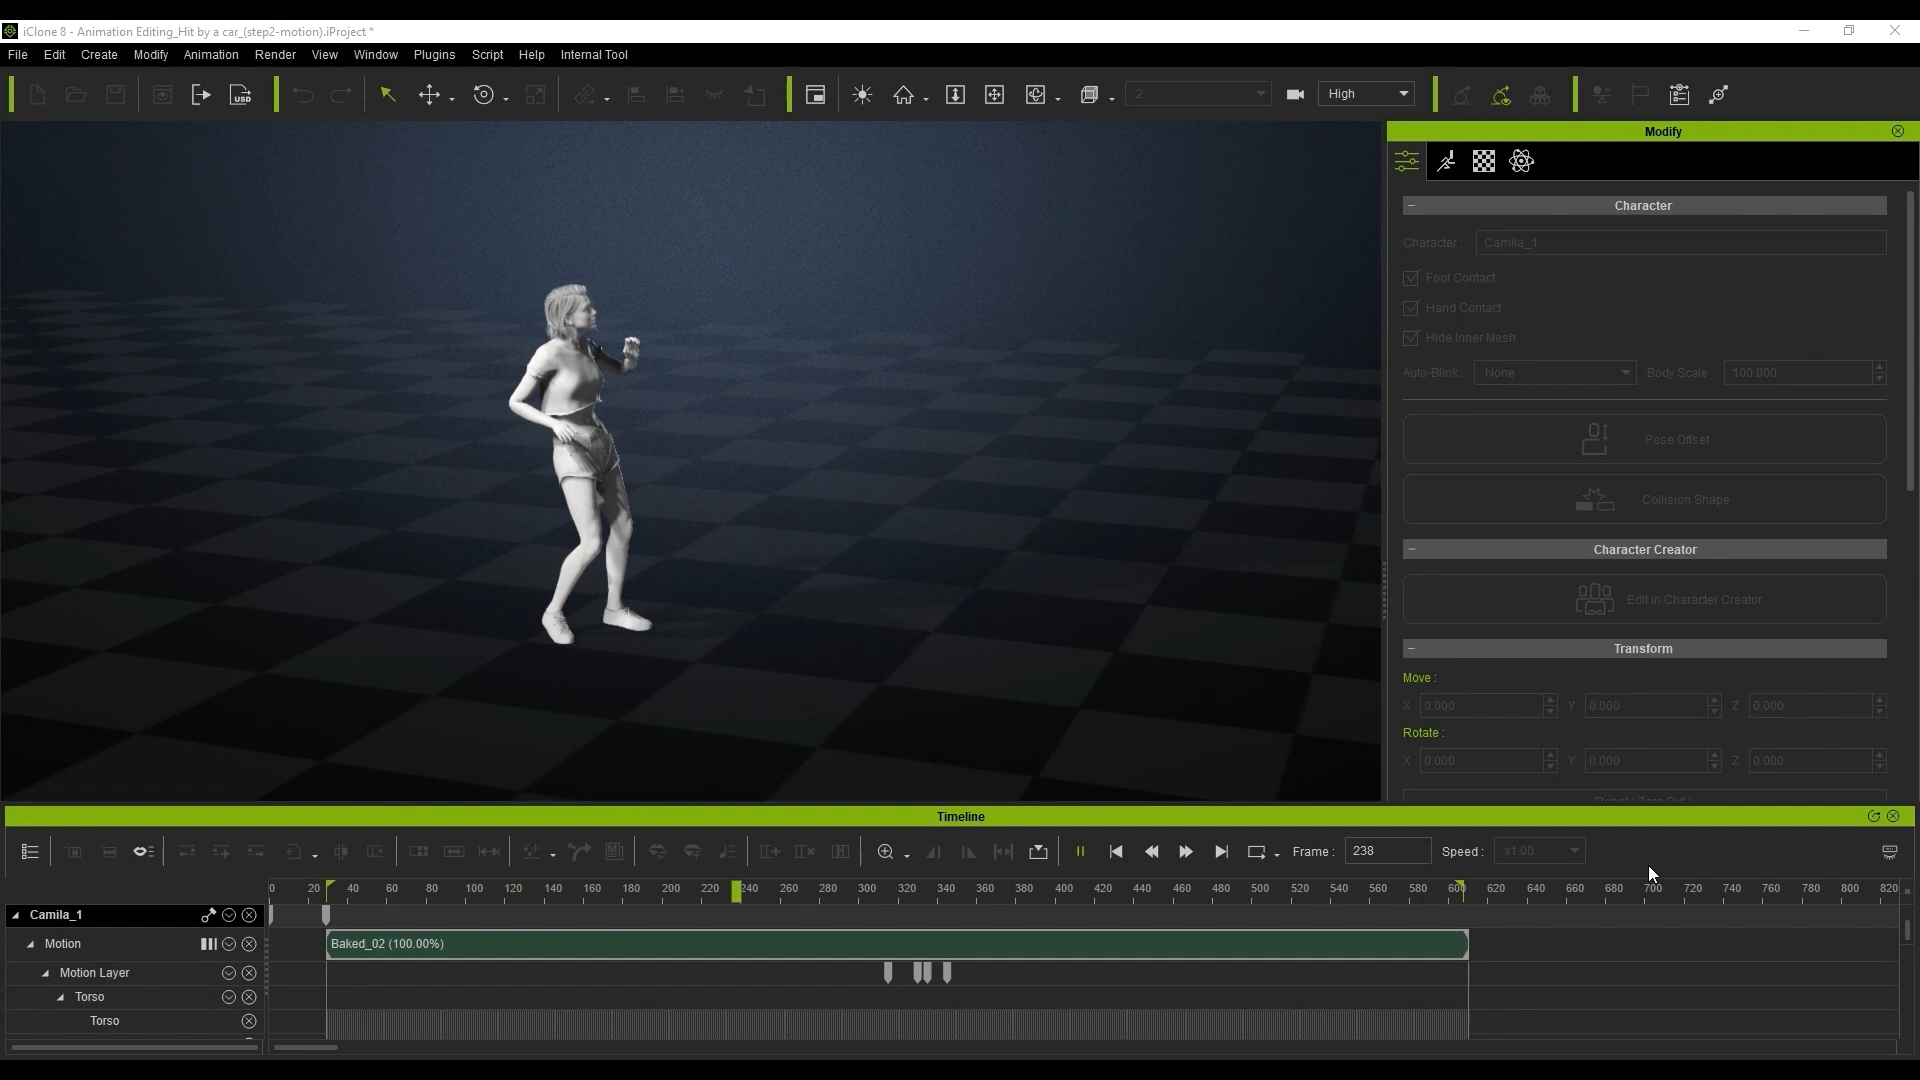 iClone 8 - Animation Editing_Hit by a car_(step2-motion).iProject *
File Edit Create Modify Animation Render View Window Plugins Script Help Internal Tool
USD 2 High
Modify
Character
Character : Camila_1
Foot Contact
Hand Contact
Hide Inner Mesh
Auto-Blink : None Body Scale : 100.000
Pose Offset
Collision Shape
Character Creator
Edit in Character Creator
Transform
Move :
X 0.000 Y 0.000 Z 0.000
Rotate :
X 0.000 Y 0.000 Z 0.000
Reset ( Zero Out )
Timeline
Frame : 238 Speed : x1.00
0 20 40 60 80 100 120 140 160 180 200 220 240 260 280 300 320 340 360 380 400 420 440 460 480 500 520 540 560 580 600 620 640 660 680 700 720 740 760 780 800 820
Camila_1
Motion Baked_02 (100.00%)
Motion Layer
Torso
Torso